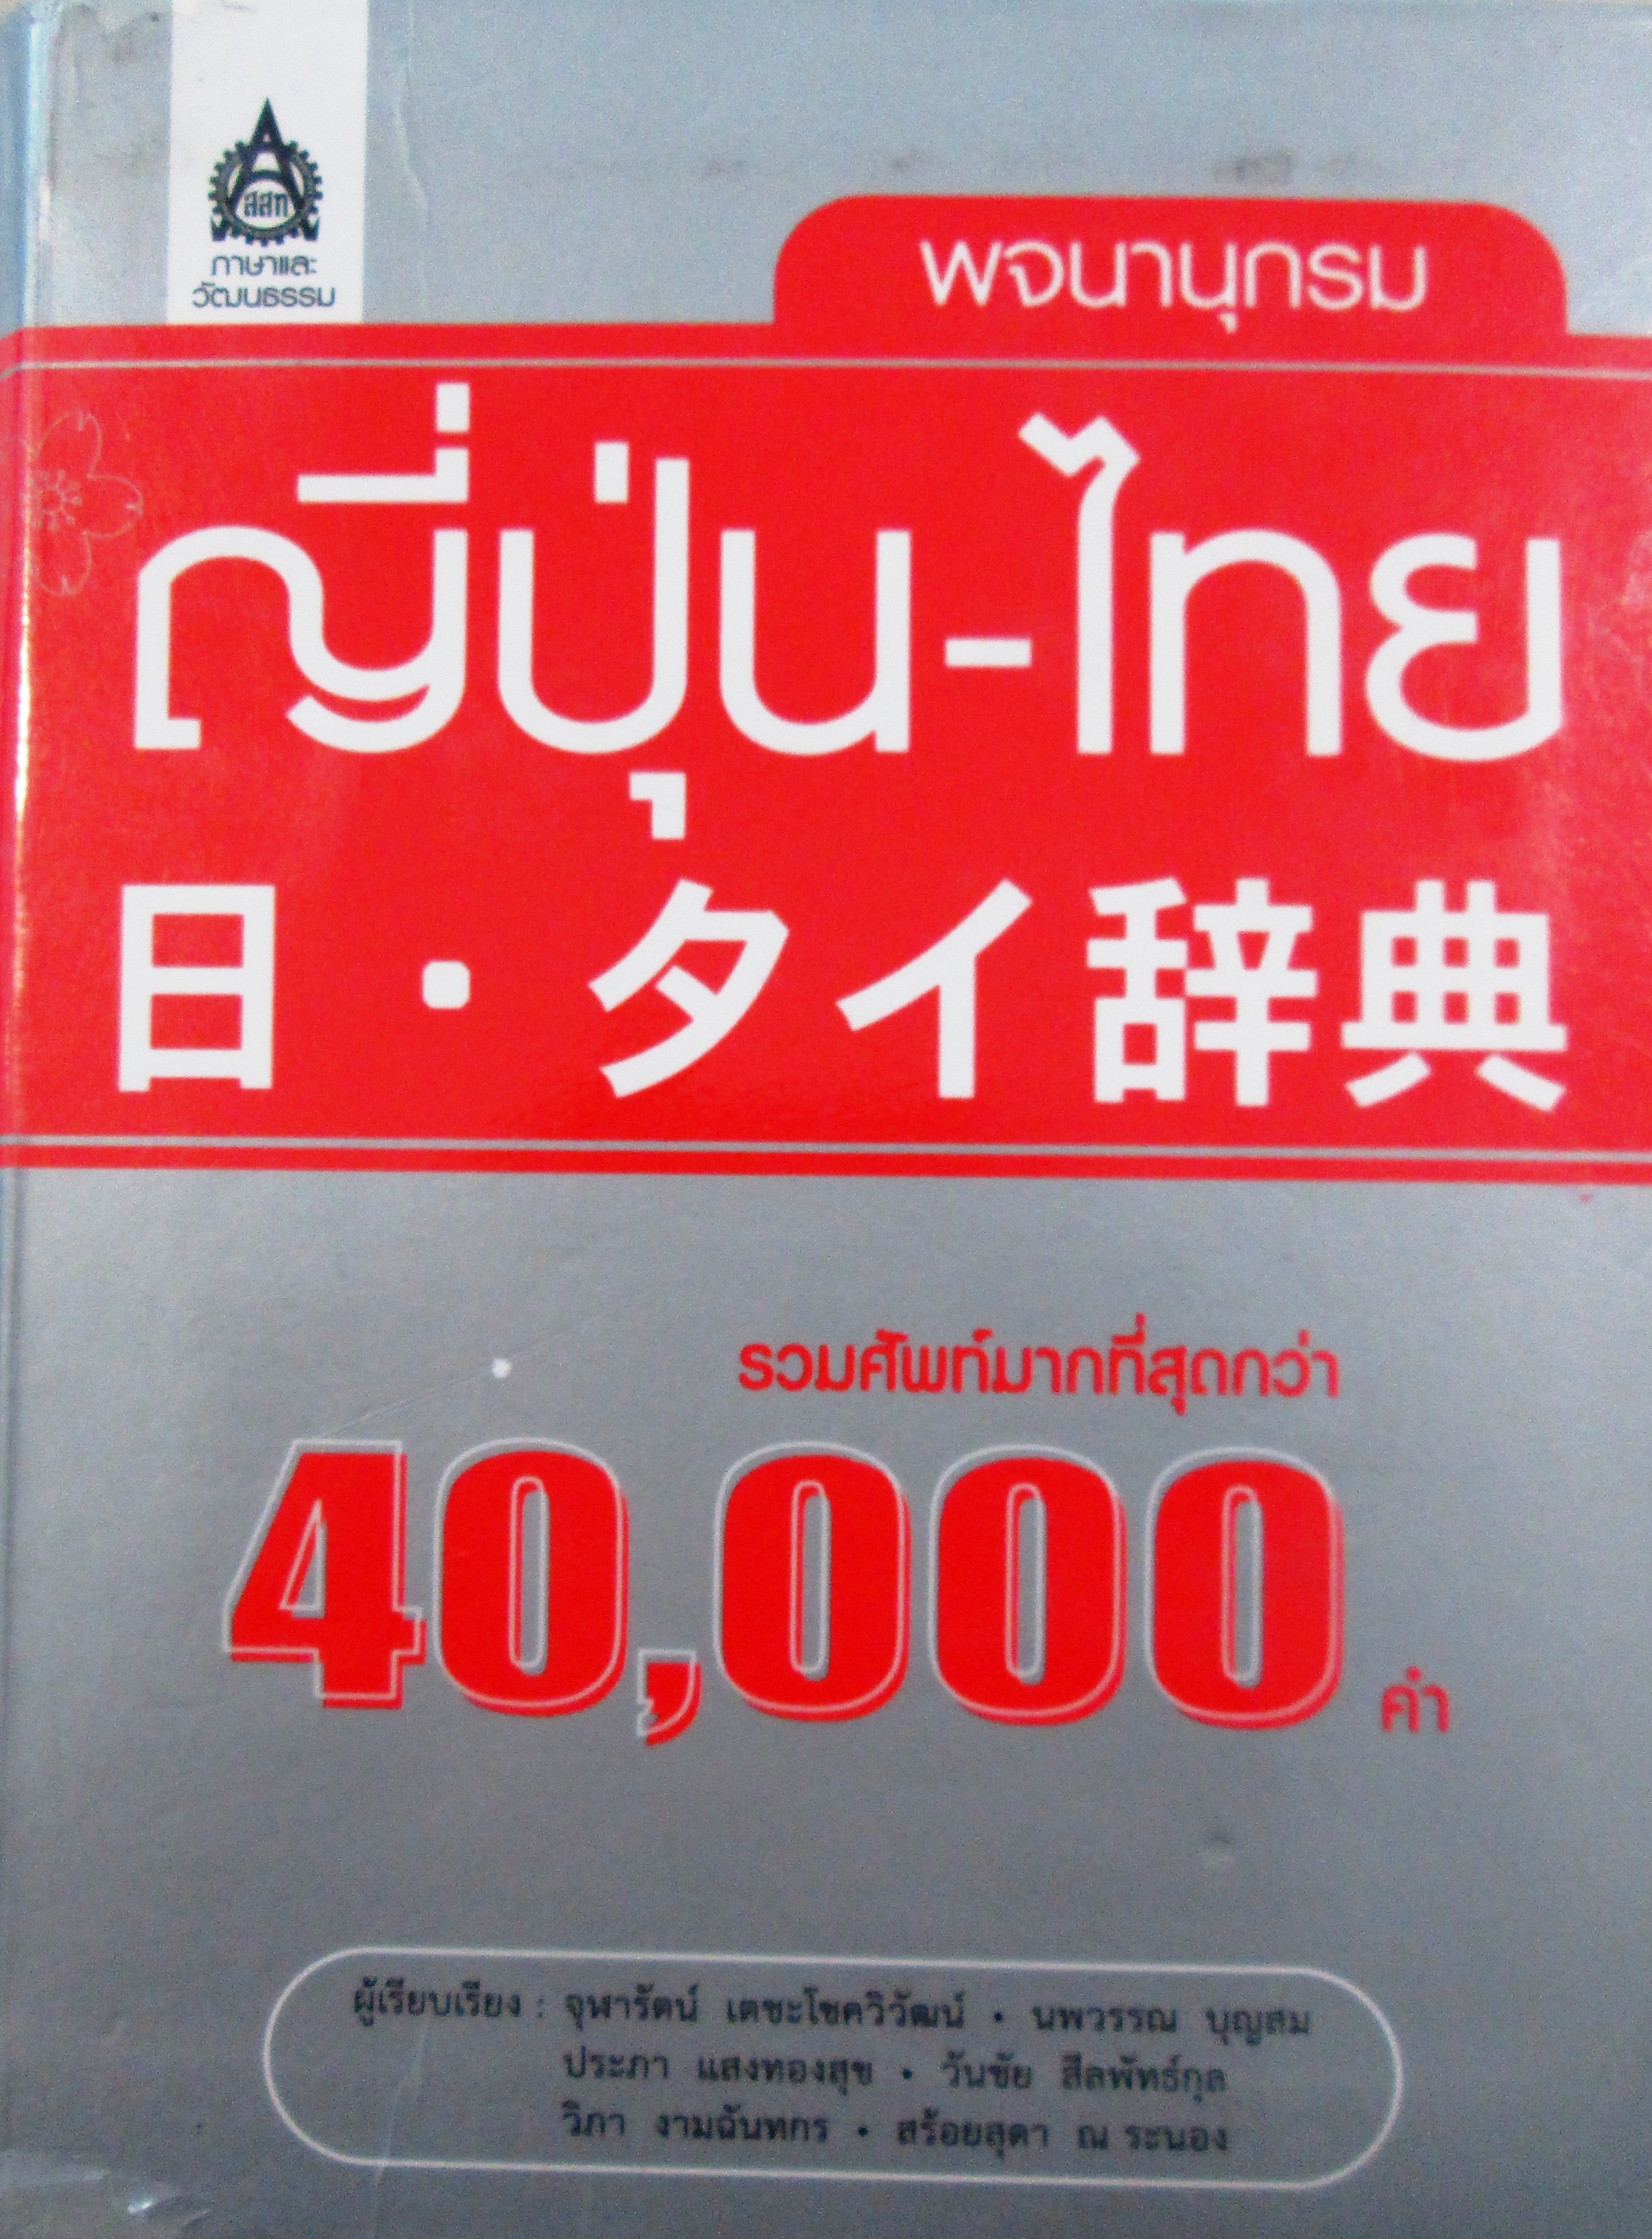 สสท
ภาษาและ
วัฒนธรรม
พจนานุกรม
ญี่ปุ่น-ไทย
日・タイ辞典
รวมศัพท์มากที่สุดกว่า
40,000 คำ
ผู้เรียบเรียง : จุฬารัตน์ เตชะโชควิวัฒน์ • นพวรรณ บุญสม
ประภา แสงทองสุข • วันชัย สีลพัทธ์กุล
วิภา งามฉันทกร • สร้อยสุดา ณ ระนอง